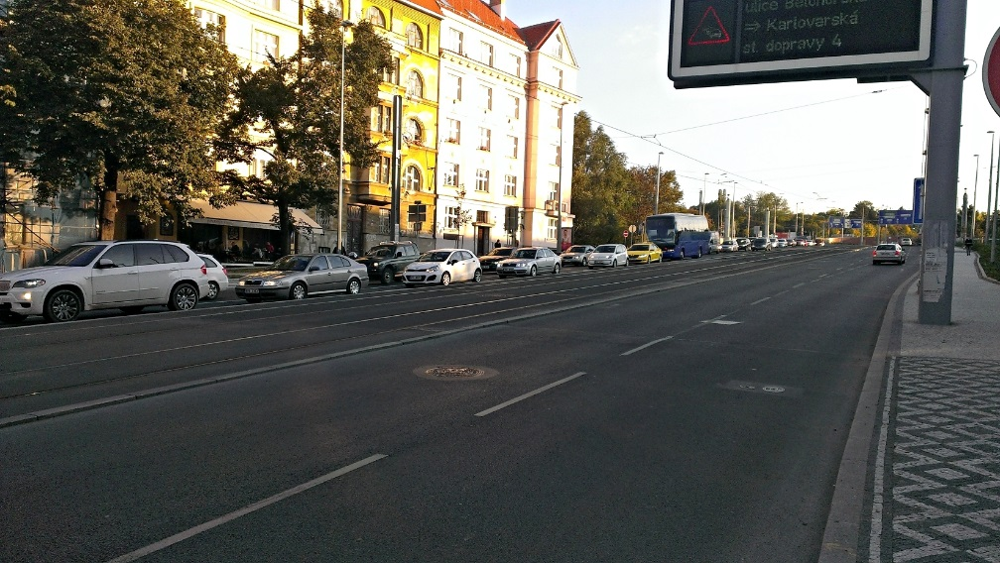 ulice Bělohorská
⇒ Karlovarská
st. dopravy 4